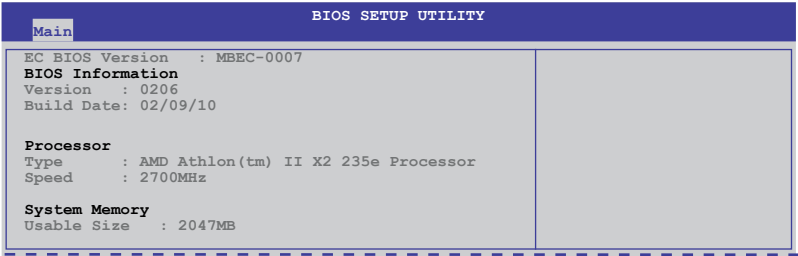 BIOS SETUP UTILITY
Main
EC BIOS Version : MBEC-0007
BIOS Information
Version : 0206
Build Date: 02/09/10
Processor
Type : AMD Athlon(tm) II X2 235e Processor
Speed : 2700MHz
System Memory
Usable Size : 2047MB